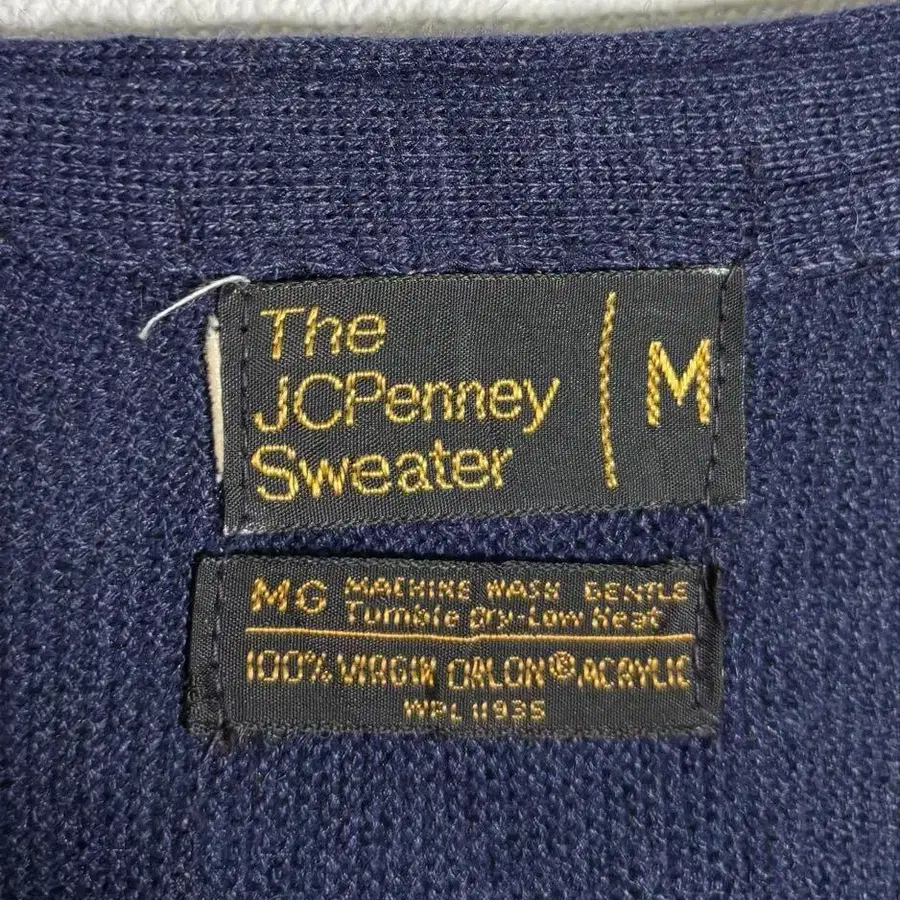 The
JCPenney
Sweater
M
MG MACHINE WASH GENTLE
Tumble Dry-Low Heat
100% VIRGIN ORLON® ACRYLIC
WPL 11935